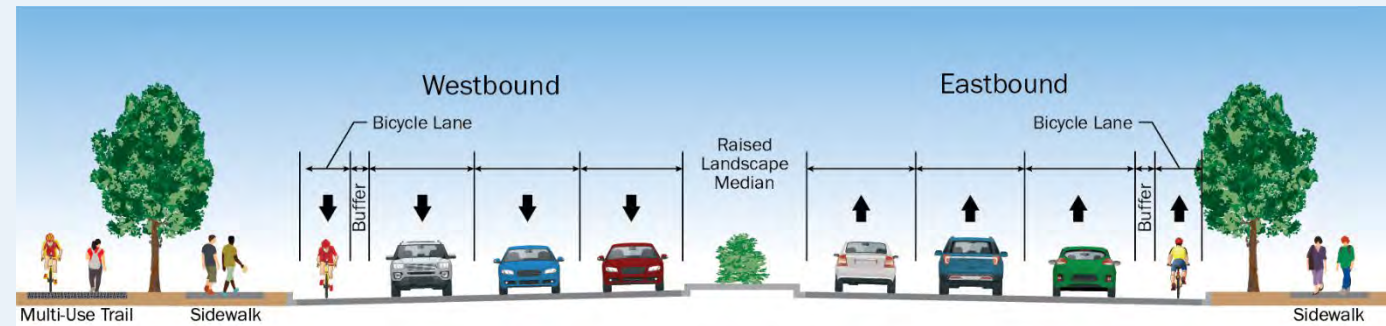 Westbound
Eastbound
Bicycle Lane
Bicycle Lane
Raised
Landscape
Median
Buffer
Buffer
Multi-Use Trail
Sidewalk
Sidewalk